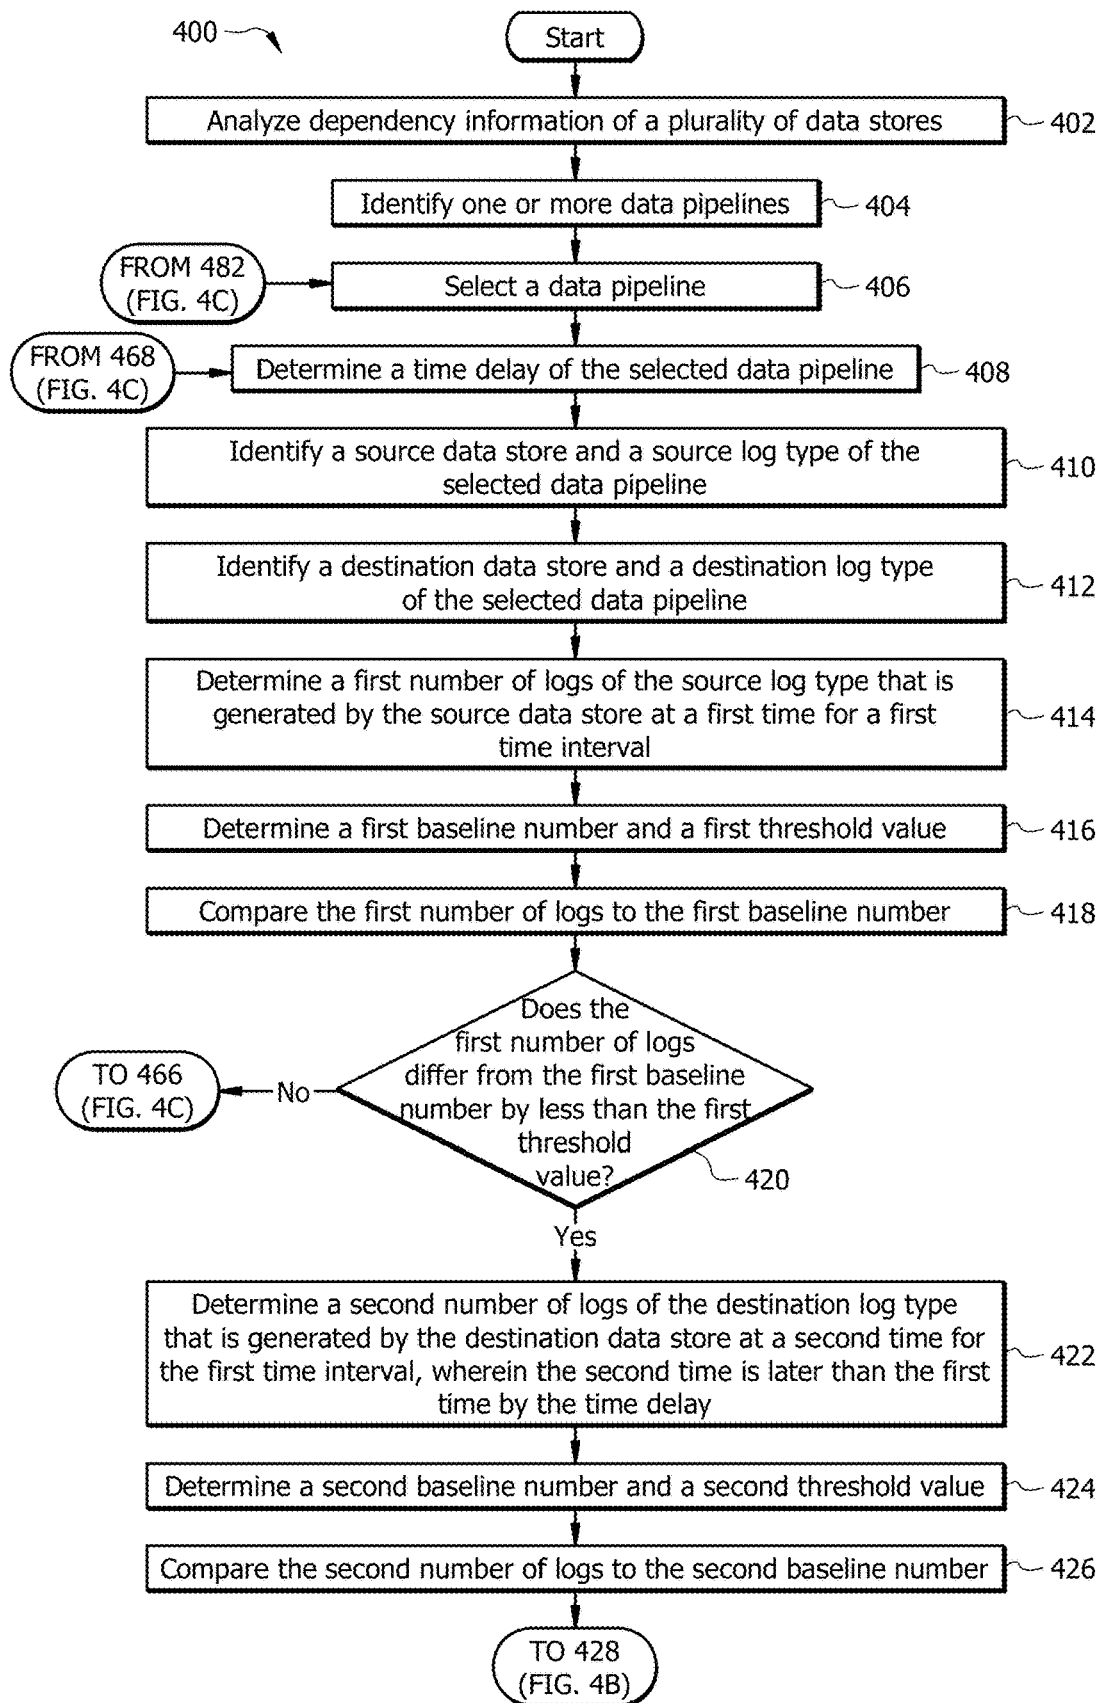 400
Start
Analyze dependency information of a plurality of data stores
402
Identify one or more data pipelines
404
FROM 482
(FIG. 4C)
Select a data pipeline
406
FROM 468
(FIG. 4C)
Determine a time delay of the selected data pipeline
408
Identify a source data store and a source log type of the
selected data pipeline
410
Identify a destination data store and a destination log type
of the selected data pipeline
412
Determine a first number of logs of the source log type that is
generated by the source data store at a first time for a first
time interval
414
Determine a first baseline number and a first threshold value
416
Compare the first number of logs to the first baseline number
418
Does the
first number of logs
differ from the first baseline
number by less than the first
threshold
value?
420
No
TO 466
(FIG. 4C)
Yes
Determine a second number of logs of the destination log type
that is generated by the destination data store at a second time for
the first time interval, wherein the second time is later than the first
time by the time delay
422
Determine a second baseline number and a second threshold value
424
Compare the second number of logs to the second baseline number
426
TO 428
(FIG. 4B)